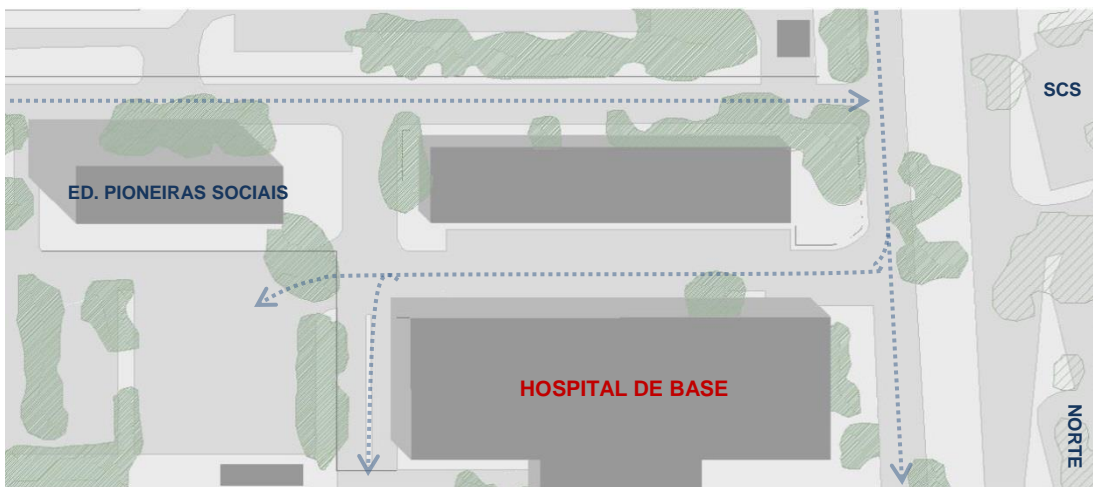 SCS
ED. PIONEIRAS SOCIAIS
HOSPITAL DE BASE
NORTE